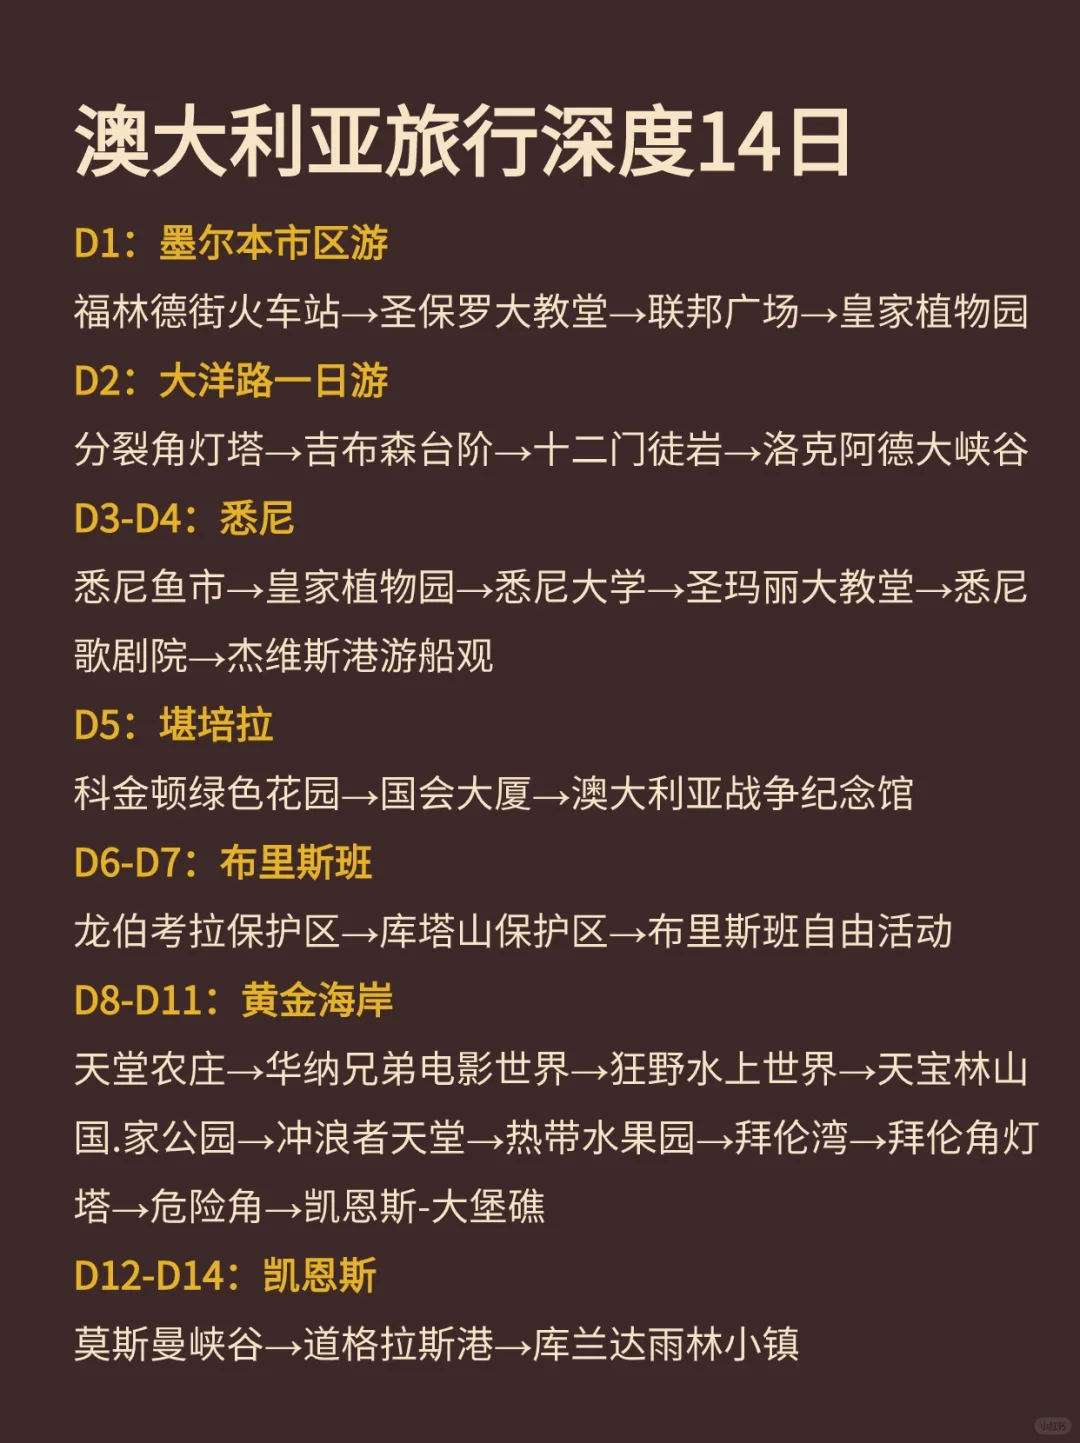 澳大利亚旅行深度14日
D1：墨尔本市区游
福林德街火车站→圣保罗大教堂→联邦广场→皇家植物园
D2：大洋路一日游
分裂角灯塔→吉布森台阶→十二门徒岩→洛克阿德大峡谷
D3-D4：悉尼
悉尼鱼市→皇家植物园→悉尼大学→圣玛丽大教堂→悉尼
歌剧院→杰维斯港游船观
D5：堪培拉
科金顿绿色花园→国会大厦→澳大利亚战争纪念馆
D6-D7：布里斯班
龙伯考拉保护区→库塔山保护区→布里斯班自由活动
D8-D11：黄金海岸
天堂农庄→华纳兄弟电影世界→狂野水上世界→天宝林山
国.家公园→冲浪者天堂→热带水果园→拜伦湾→拜伦角灯
塔→危险角→凯恩斯-大堡礁
D12-D14：凯恩斯
莫斯曼峡谷→道格拉斯港→库兰达雨林小镇
小红书